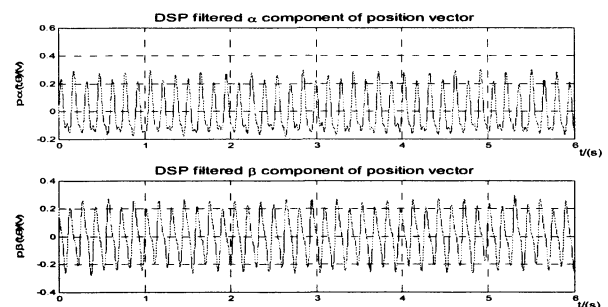 DSP filtered α component of position vector
0.6
0.4
0.2
0
-0.2
0 1 2 3 4 5 6
t/(s)
DSP filtered β component of position vector
0.4
0.2
0
-0.2
-0.4
0 1 2 3 4 5 6
t/(s)